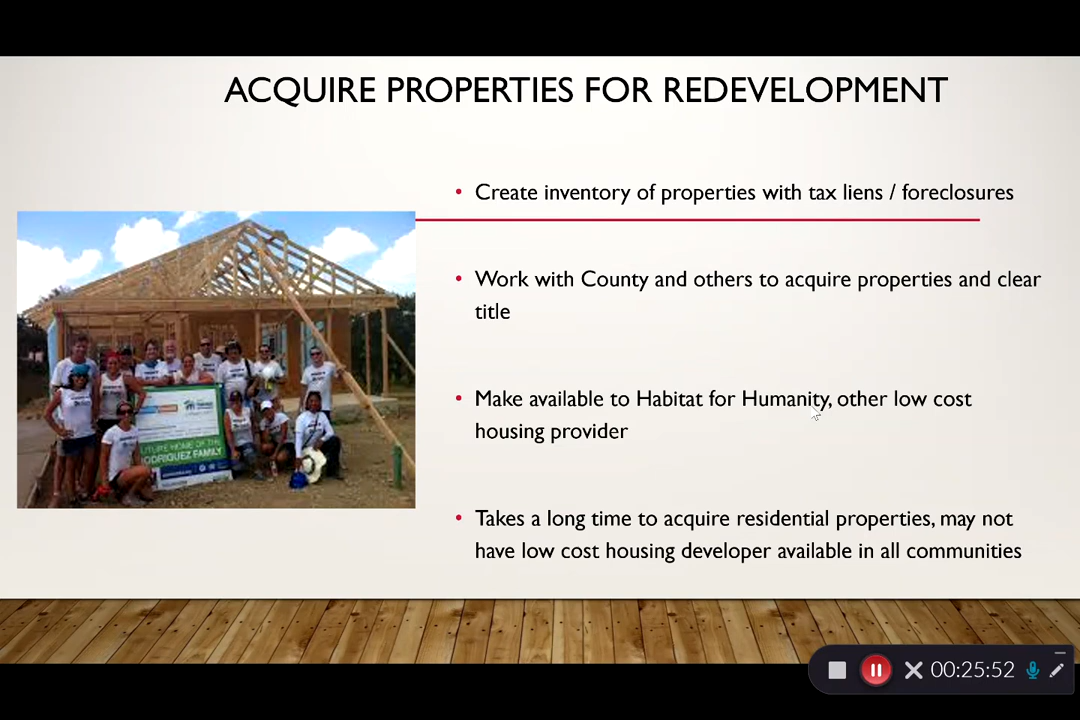 ACQUIRE PROPERTIES FOR REDEVELOPMENT
• Create inventory of properties with tax liens / foreclosures
• Work with County and others to acquire properties and clear
title
• Make available to Habitat for Humanity, other low cost
housing provider
• Takes a long time to acquire residential properties, may not
have low cost housing developer available in all communities
FUTURE HOME OF THE
RODRIQUEZ FAMILY
00:25:52